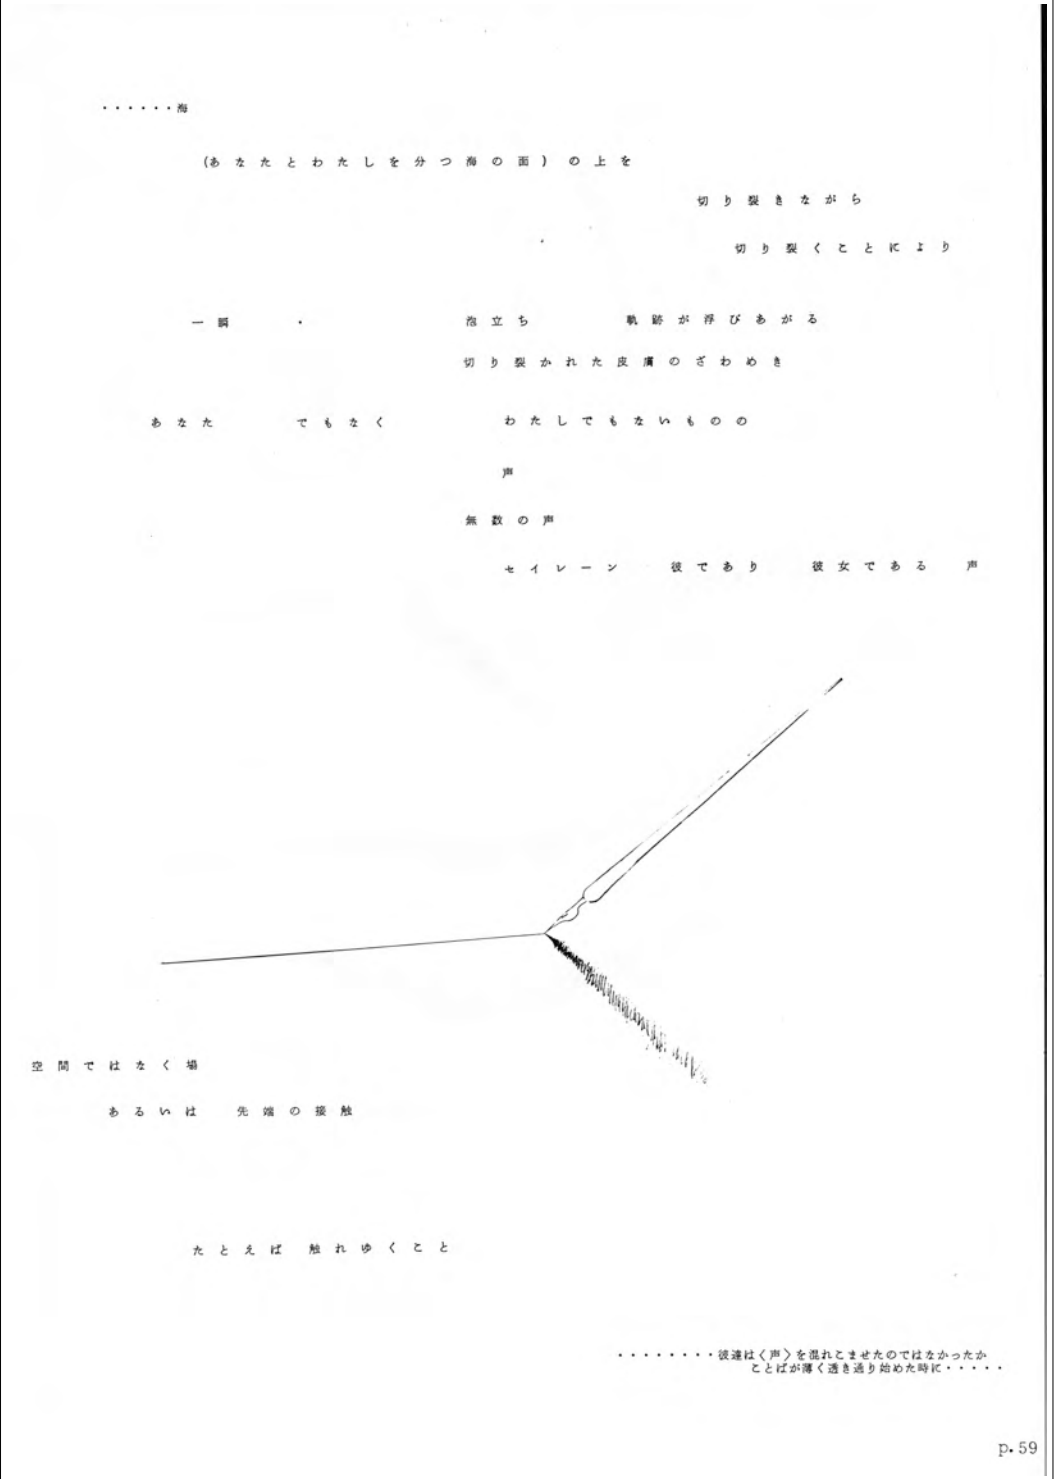 ・・・・・・海
(あなたとわたしを分つ海の面)の上を
切り裂きながら
切り裂くことにより
一瞬　・　泡立ち　軌跡が浮びあがる
切り裂かれた皮膚のざわめき
あなた　でもなく　わたしでもないものの
声
無数の声
セイレーン　彼であり　彼女である　声
空間ではなく場
あるいは　先端の接触
たとえば　触れゆくこと
・・・・・・・・彼達は〈声〉を混れこませたのではなかったか
ことばが薄く透き通り始めた時に・・・・・
p.59